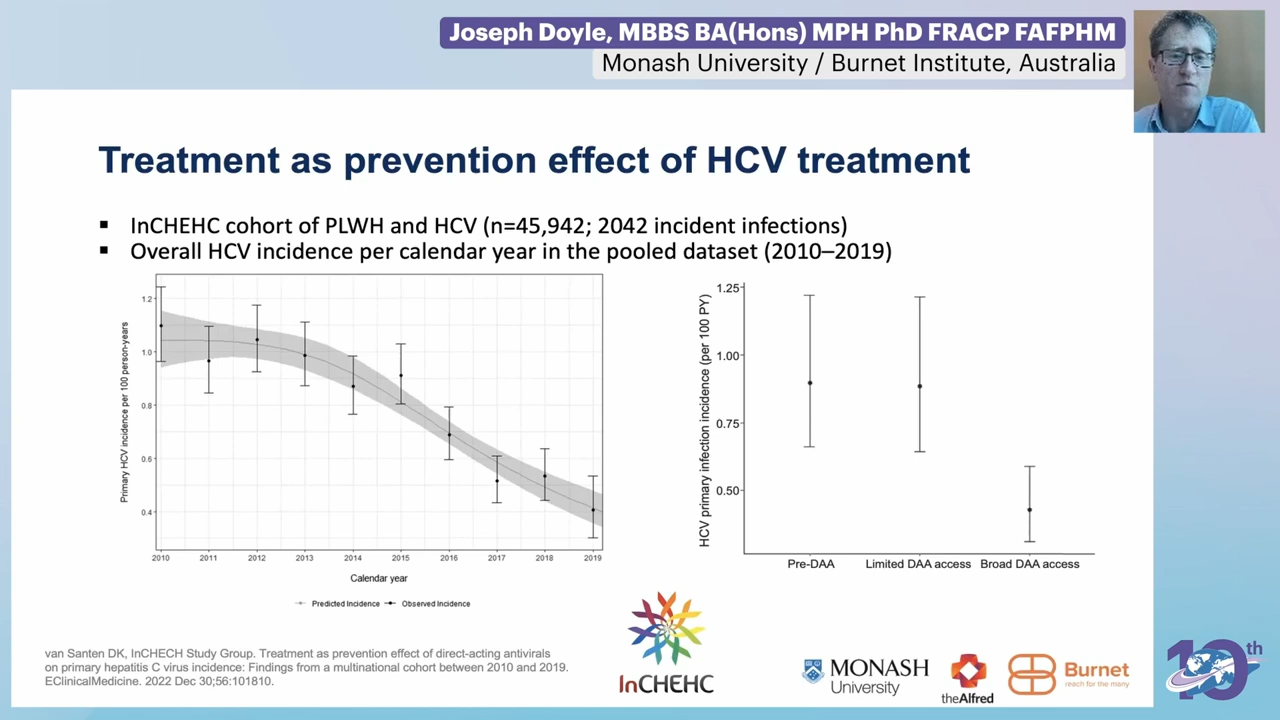 Joseph Doyle, MBBS BA(Hons) MPH PhD FRACP FAFPHM
Monash University / Burnet Institute, Australia
Treatment as prevention effect of HCV treatment
▪ InCHEHC cohort of PLWH and HCV (n=45,942; 2042 incident infections)
▪ Overall HCV incidence per calendar year in the pooled dataset (2010–2019)
Primary HCV incidence per 100 person-years
1.2
1.0
0.8
0.6
0.4
2010 2011 2012 2013 2014 2015 2016 2017 2018 2019
Calendar year
Predicted Incidence Observed Incidence
HCV primary infection incidence (per 100 PY)
1.25
1.00
0.75
0.50
Pre-DAA Limited DAA access Broad DAA access
van Santen DK, InCHECH Study Group. Treatment as prevention effect of direct-acting antivirals
on primary hepatitis C virus incidence: Findings from a multinational cohort between 2010 and 2019.
EClinicalMedicine. 2022 Dec 30;56:101810.
InCHEHC
MONASH
University
theAlfred
Burnet
reach for the many
10th